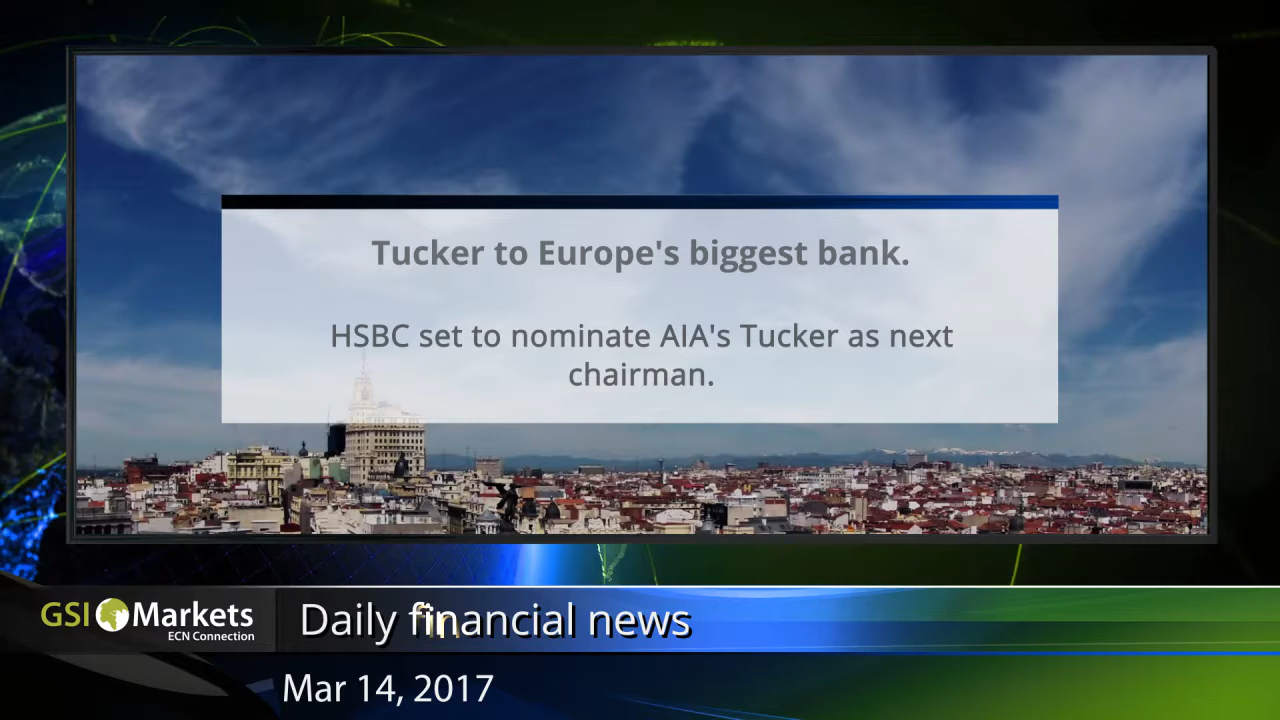 Tucker to Europe's biggest bank.
HSBC set to nominate AIA's Tucker as next
chairman.
GSI Markets
ECN Connection
Daily financial news
Mar 14, 2017